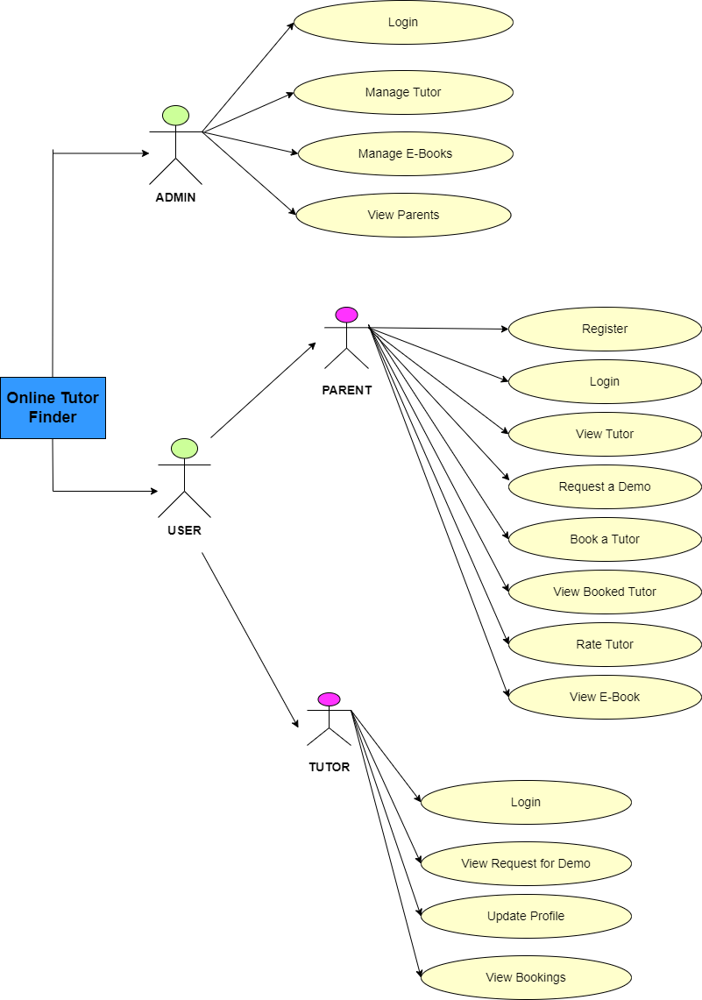 Login
Manage Tutor
Manage E-Books
ADMIN
View Parents
Register
PARENT
Login
Online Tutor
Finder
View Tutor
Request a Demo
USER
Book a Tutor
View Booked Tutor
Rate Tutor
View E-Book
TUTOR
Login
View Request for Demo
Update Profile
View Bookings